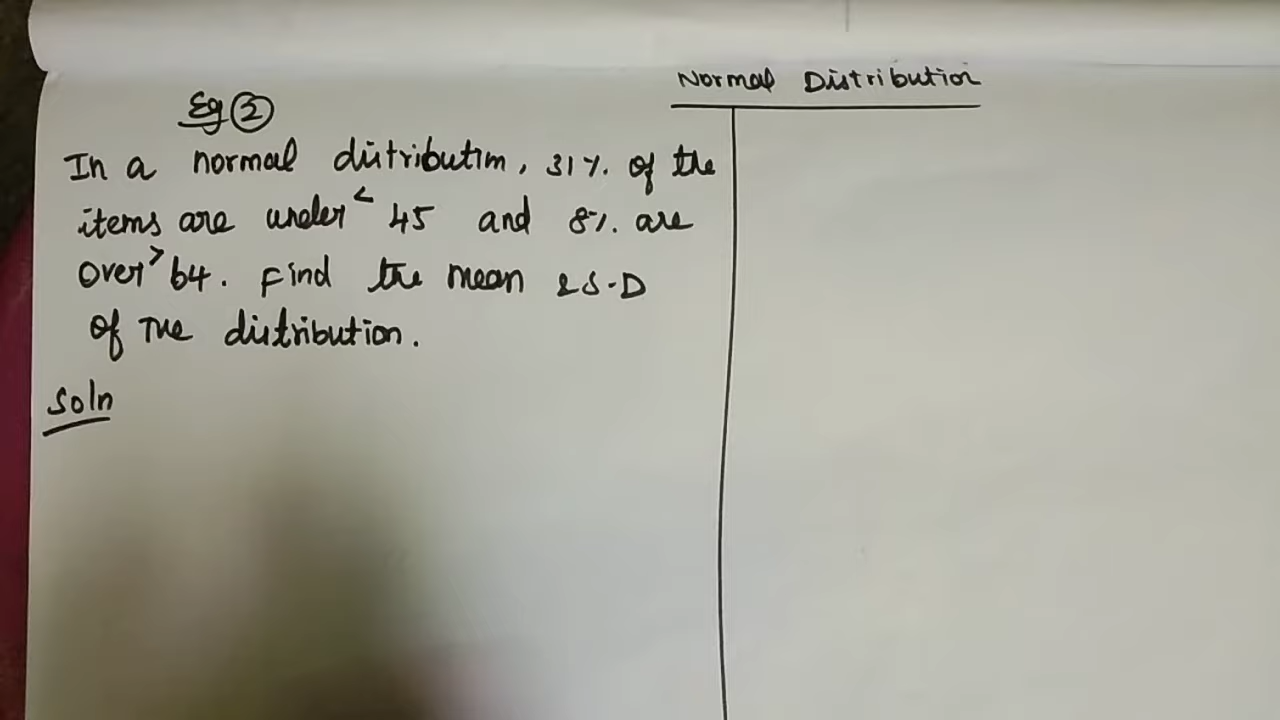 Normal Distribution
Eg ②
In a normal distribution, 31%. of the
items are under < 45 and 8%. are
over > 64. Find the mean & S.D
of the distribution.
Soln